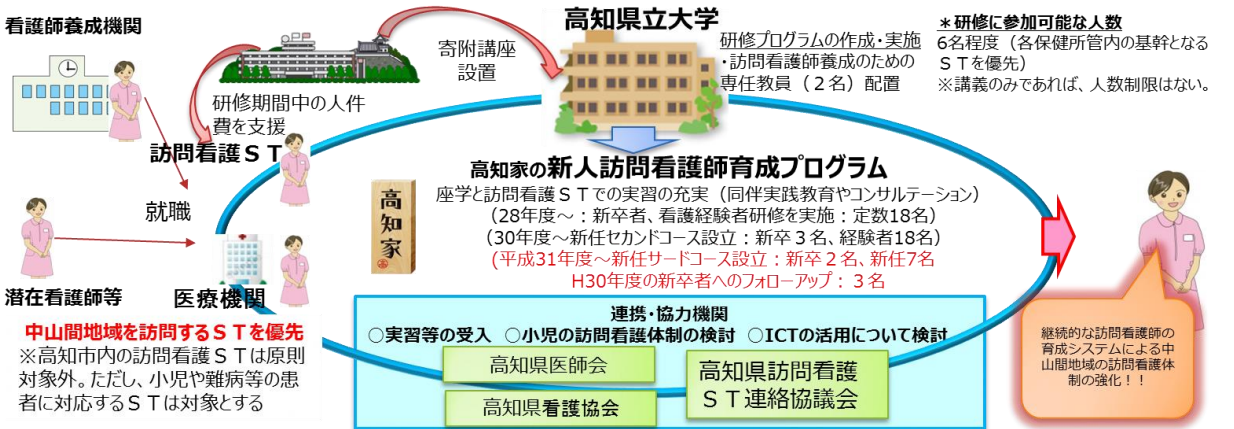 看護師養成機関
高知県立大学
＊研修に参加可能な人数
6名程度（各保健所管内の基幹となる
ＳＴを優先）
※講義のみであれば、人数制限はない。
寄附講座
設置
研修プログラムの作成・実施
・訪問看護師養成のための
専任教員（２名）配置
研修期間中の人件
費を支援
訪問看護ＳＴ
就職
潜在看護師等
医療機関
高知家
高知家の新人訪問看護師育成プログラム
座学と訪問看護ＳＴでの実習の充実（同伴実践教育やコンサルテーション）
（28年度～：新卒者、看護経験者研修を実施：定数18名）
（30年度～新任セカンドコース設立：新卒３名、経験者18名）
（平成31年度～新任サードコース設立：新卒２名、新任7名
H30年度の新卒者へのフォローアップ：３名
中山間地域を訪問するＳＴを優先
※高知市内の訪問看護ＳＴは原則
対象外。ただし、小児や難病等の患
者に対応するＳＴは対象とする
連携・協力機関
○実習等の受入　○小児の訪問看護体制の検討　○ICTの活用について検討
高知県医師会
高知県看護協会
高知県訪問看護
ＳＴ連絡協議会
継続的な訪問看護師の
育成システムによる中
山間地域の訪問看護体
制の強化！！